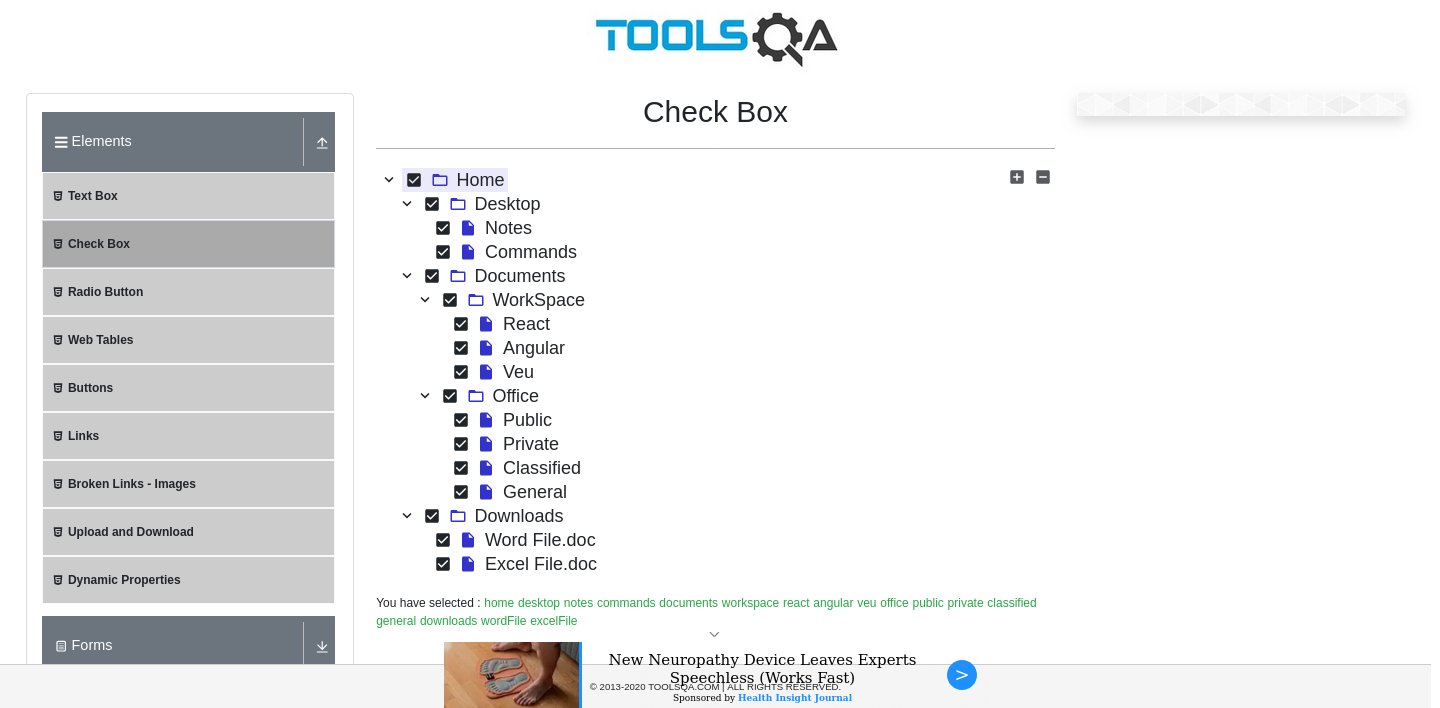 TOOLSQA
Elements
Text Box
Check Box
Radio Button
Web Tables
Buttons
Links
Broken Links - Images
Upload and Download
Dynamic Properties
Forms
Check Box
Home
Desktop
Notes
Commands
Documents
WorkSpace
React
Angular
Veu
Office
Public
Private
Classified
General
Downloads
Word File.doc
Excel File.doc
You have selected : home desktop notes commands documents workspace react angular veu office public private classified
general downloads wordFile excelFile
New Neuropathy Device Leaves Experts
Speechless (Works Fast)
© 2013-2020 TOOLSQA.COM | ALL RIGHTS RESERVED.
Sponsored by Health Insight Journal